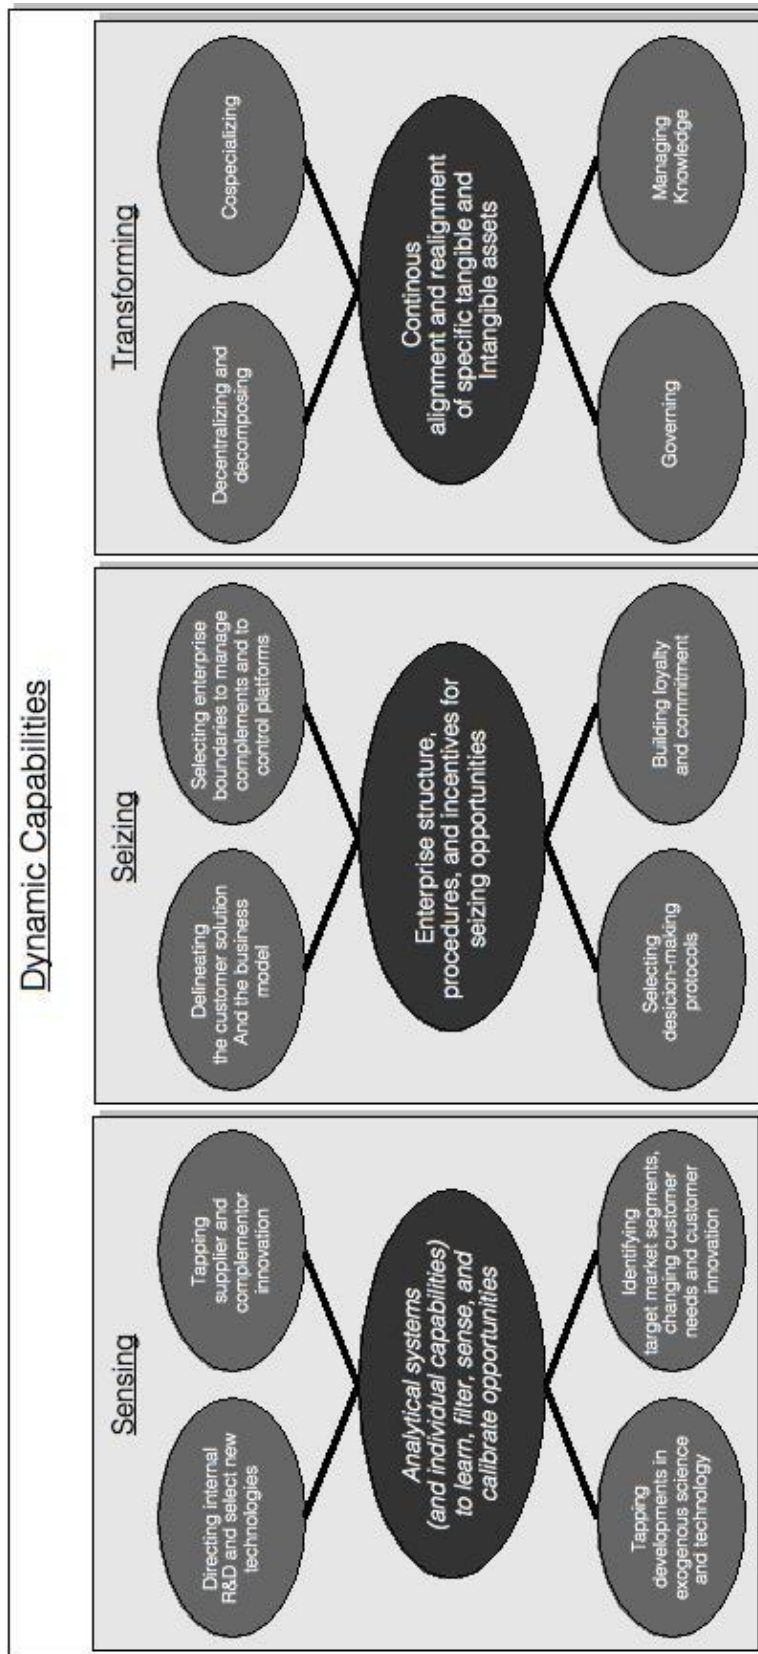 Dynamic Capabilities
Sensing
Directing internal
R&D and select new
technologies
Tapping
supplier and
complementor
innovation
Analytical systems
(and individual capabilities)
to learn, filter, sense, and
calibrate opportunities
Tapping
developments in
exogenous science
and technology
Identifying
target market segments,
changing customer
needs and customer
innovation
Seizing
Delineating
the customer solution
And the business
model
Selecting enterprise
boundaries to manage
complements and to
control platforms
Enterprise structure,
procedures, and incentives for
seizing opportunities
Selecting
desicion-making
protocols
Building loyalty
and commitment
Transforming
Decentralizing and
decomposing
Cospecializing
Continous
alignment and realignment
of specific tangible and
Intangible assets
Governing
Managing
Knowledge